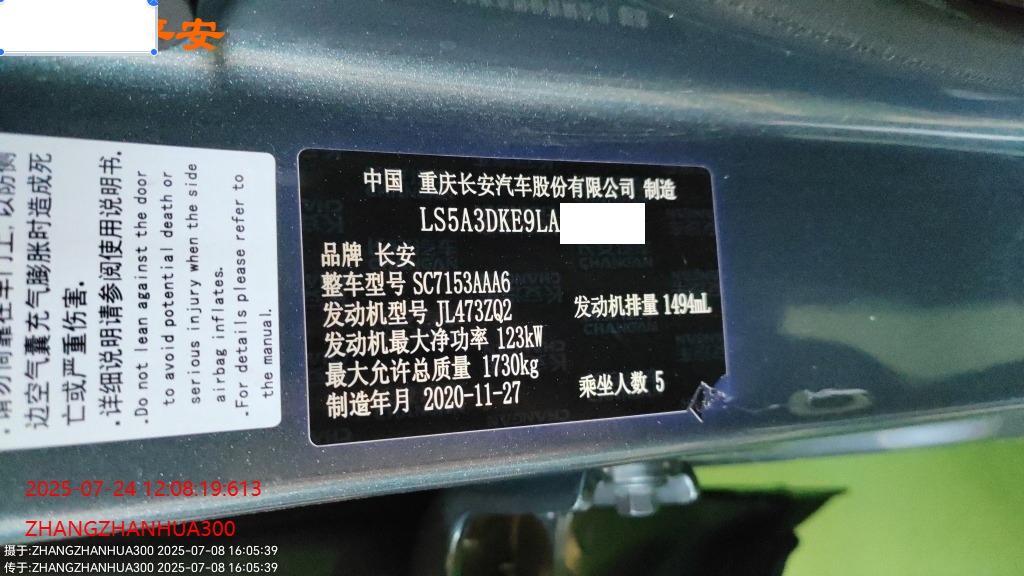 平安
中国 重庆长安汽车股份有限公司 制造
LS5A3DKE9LA
品牌 长安
整车型号 SC7153AAA6
发动机型号 JL473ZQ2
发动机排量 1494mL
发动机最大净功率 123kW
最大允许总质量 1730kg
乘坐人数 5
制造年月 2020-11-27
边空气囊充气膨胀时造成死
亡或严重伤害.
.详细说明请参阅使用说明书.
.Do not lean against the door
to avoid potential death or
serious injury when the side
airbag inflates.
.For details please refer to
the manual.
2025-07-24 12:08:19.613
ZHANGZHANHUA300
摄于:ZHANGZHANHUA300 2025-07-08 16:05:39
传于:ZHANGZHANHUA300 2025-07-08 16:05:39